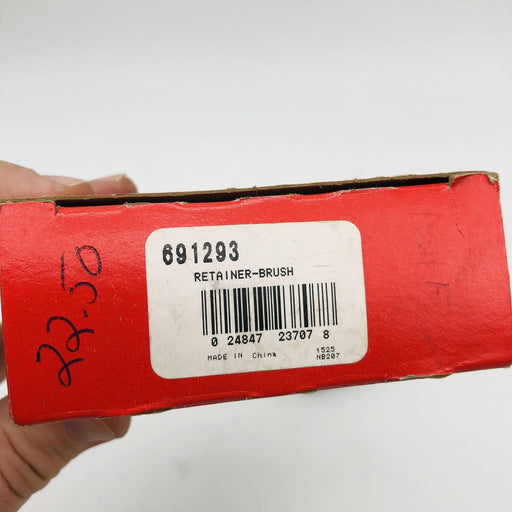 22.50
691293
RETAINER-BRUSH
0 24847 23707 8
MADE IN China
1525
NB207